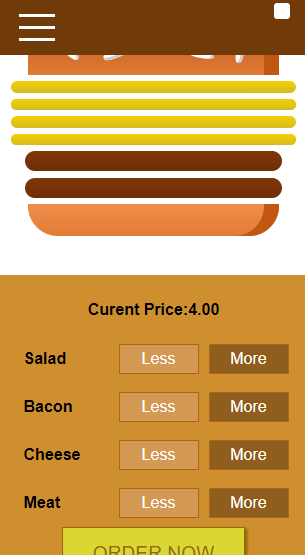 Curent Price:4.00
Salad Less More
Bacon Less More
Cheese Less More
Meat Less More
ORDER NOW